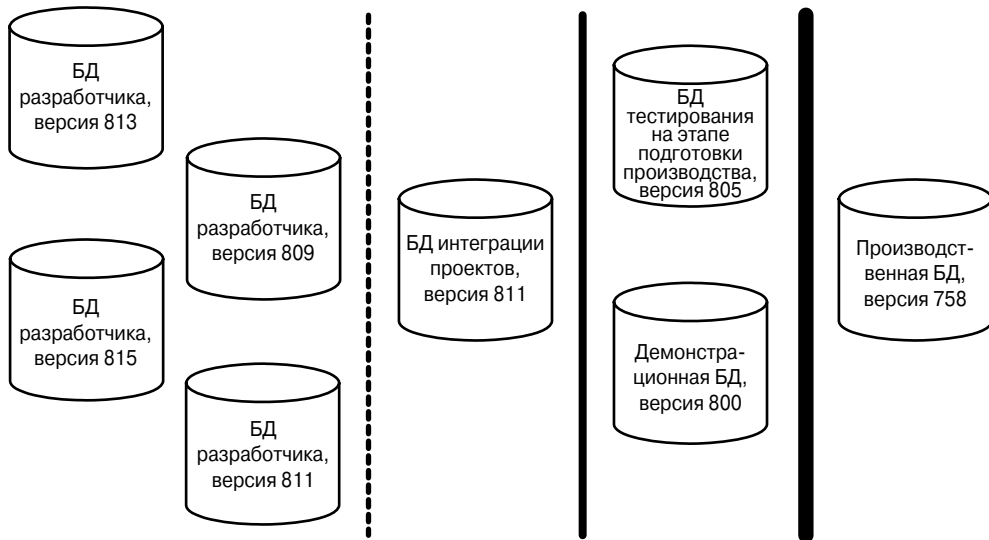 БД
разработчика,
версия 813
БД
разработчика,
версия 809
БД
разработчика,
версия 815
БД
разработчика,
версия 811
БД интеграции
проектов,
версия 811
БД
тестирования
на этапе
подготовки
производства,
версия 805
Демонстра-
ционная БД,
версия 800
Производст-
венная БД,
версия 758